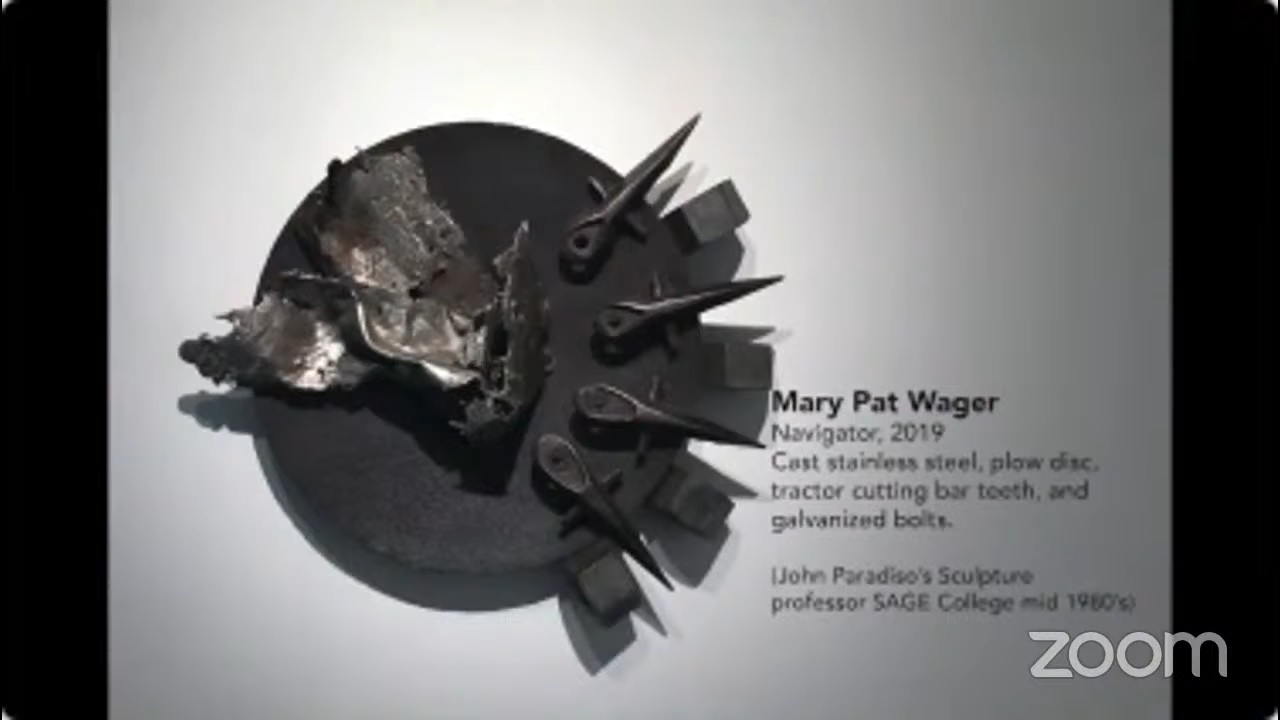 Mary Pat Wager
Navigator, 2019
Cast stainless steel, plow disc,
tractor cutting bar teeth, and
galvanized bolts.
(John Paradiso's Sculpture
professor SAGE College mid 1980's)
zoom